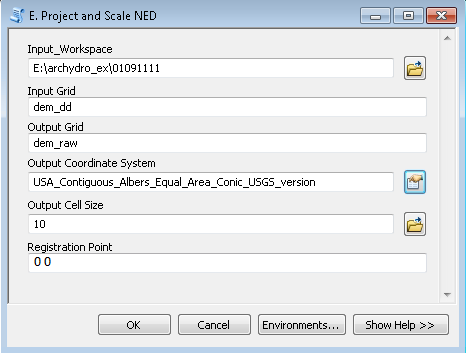 E. Project and Scale NED
Input_Workspace
E:\archydro_ex\01091111
Input Grid
dem_dd
Output Grid
dem_raw
Output Coordinate System
USA_Contiguous_Albers_Equal_Area_Conic_USGS_version
Output Cell Size
10
Registration Point
0 0
OK Cancel Environments... Show Help >>